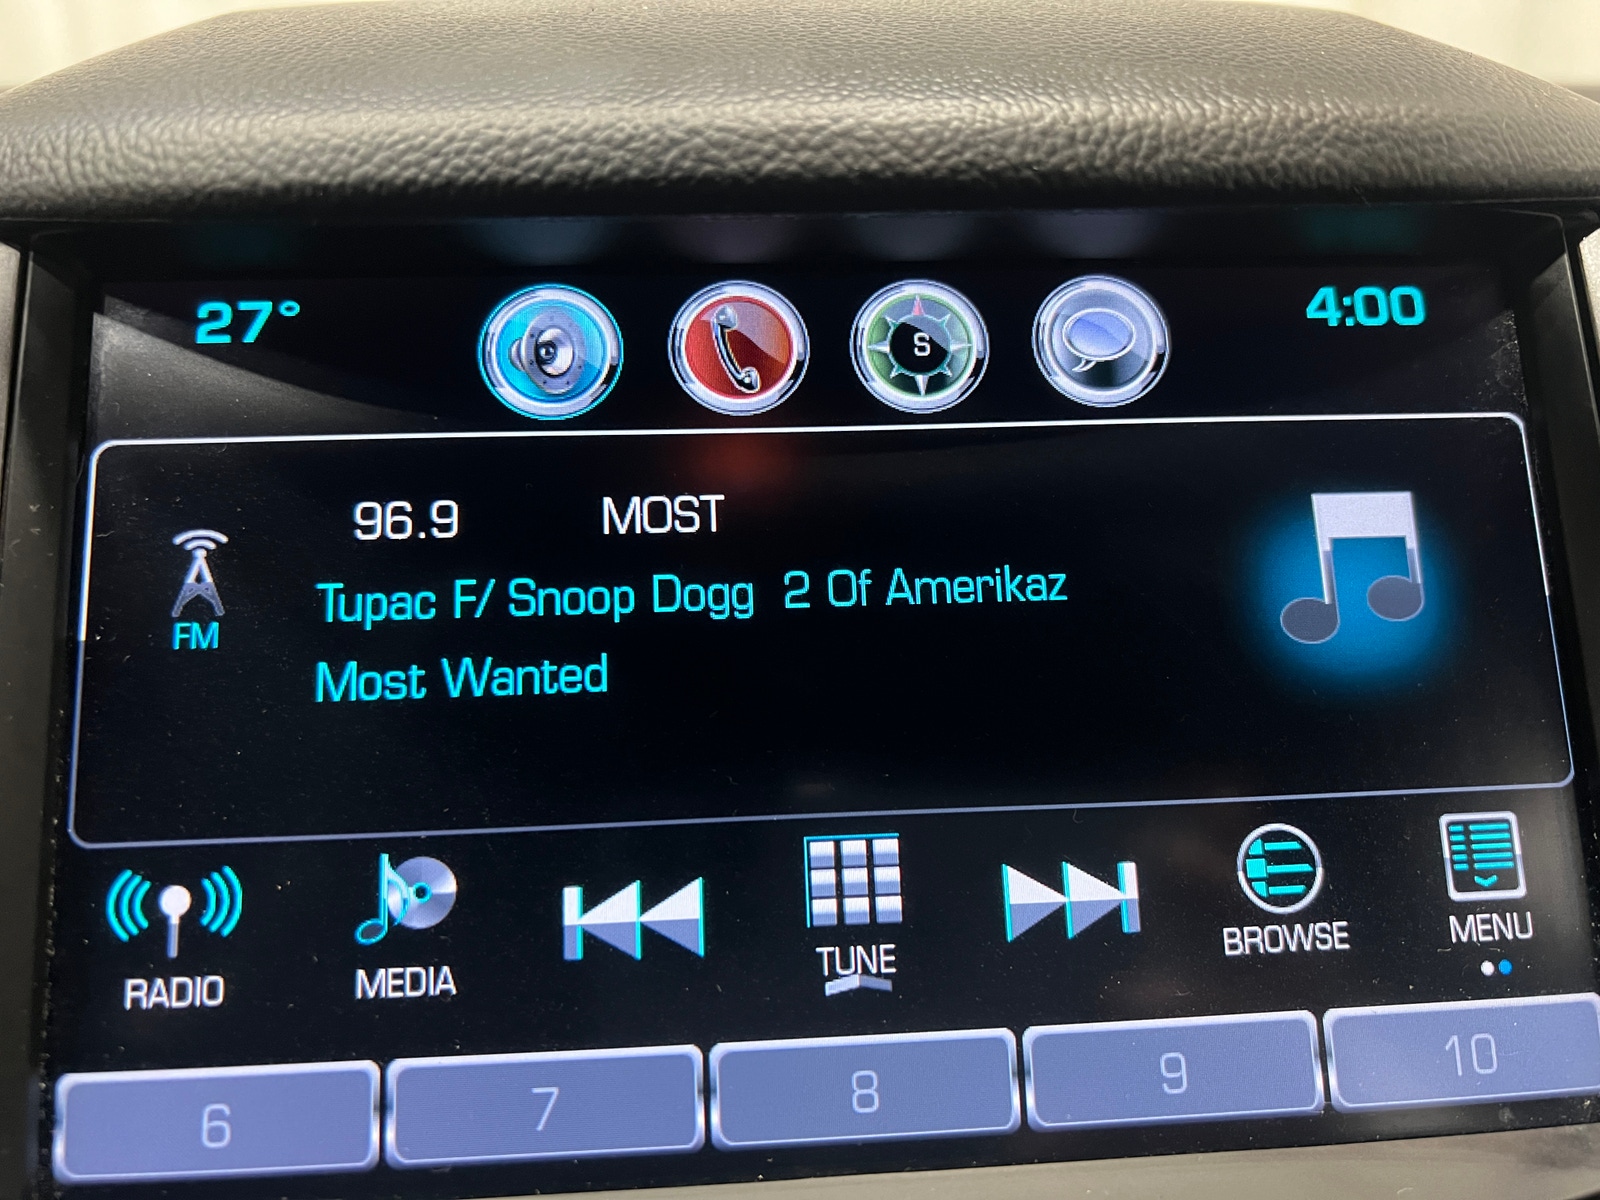 27° 4:00
S
96.9 MOST
Tupac F/ Snoop Dogg 2 Of Amerikaz
Most Wanted
FM
RADIO MEDIA TUNE BROWSE MENU
6 7 8 9 10